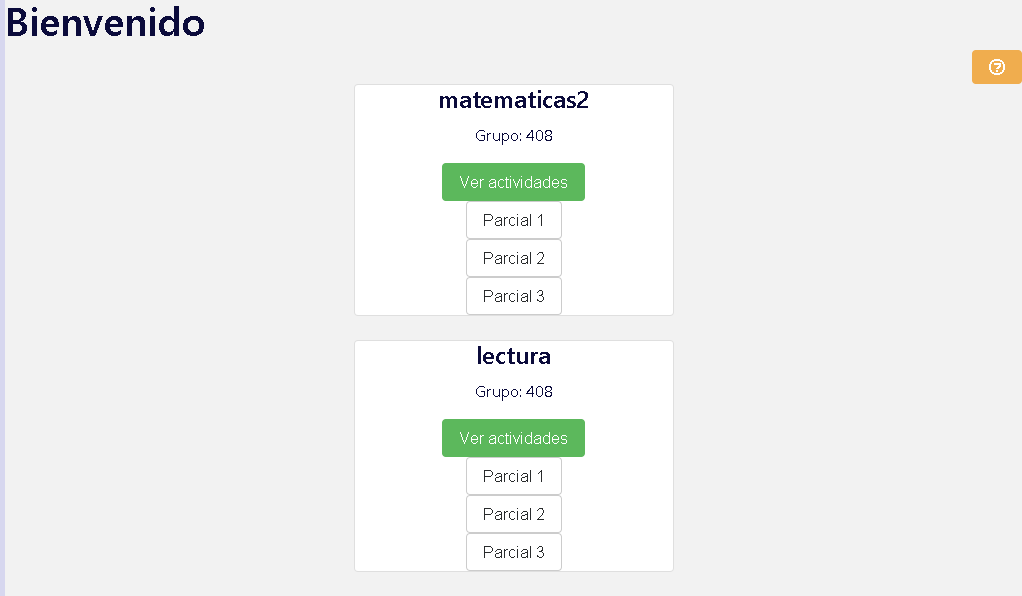 Bienvenido
matematicas2
Grupo: 408
Ver actividades
Parcial 1
Parcial 2
Parcial 3
lectura
Grupo: 408
Ver actividades
Parcial 1
Parcial 2
Parcial 3